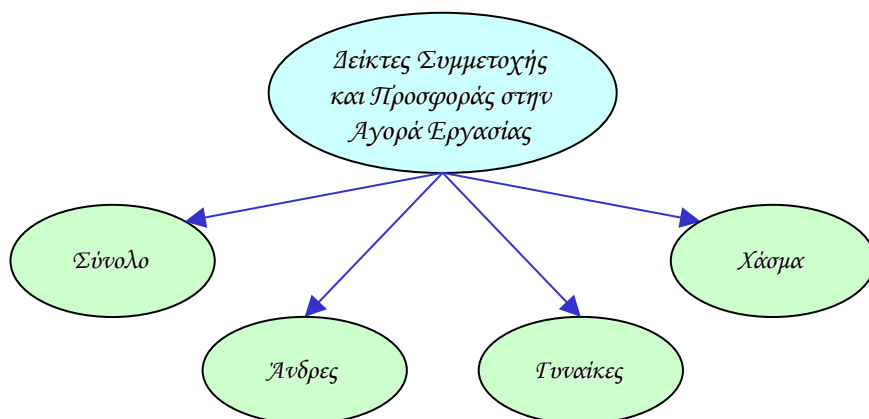 Δείκτες Συμμετοχής
και Προσφοράς στην
Αγορά Εργασίας
Σύνολο
Χάσμα
Άνδρες
Γυναίκες